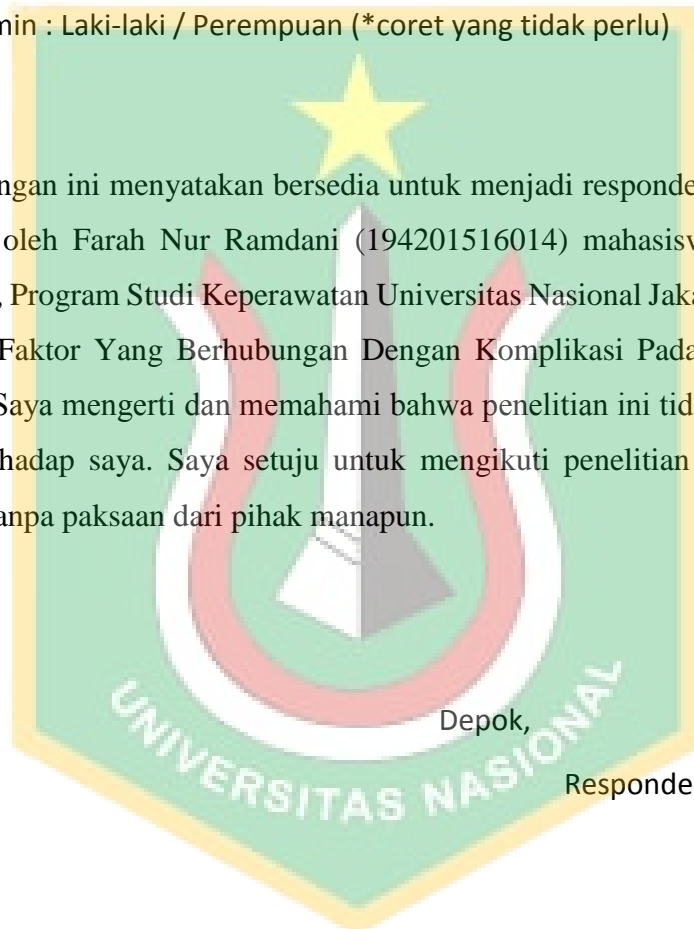 min : Laki-laki / Perempuan (*coret yang tidak perlu)
ngan ini menyatakan bersedia untuk menjadi responde
oleh Farah Nur Ramdani (194201516014) mahasisw
, Program Studi Keperawatan Universitas Nasional Jaka
Faktor Yang Berhubungan Dengan Komplikasi Pada
Saya mengerti dan memahami bahwa penelitian ini tid
hadap saya. Saya setuju untuk mengikuti penelitian
anpa paksaan dari pihak manapun.
Depok,
Responde
UNIVERSITAS NASIONAL